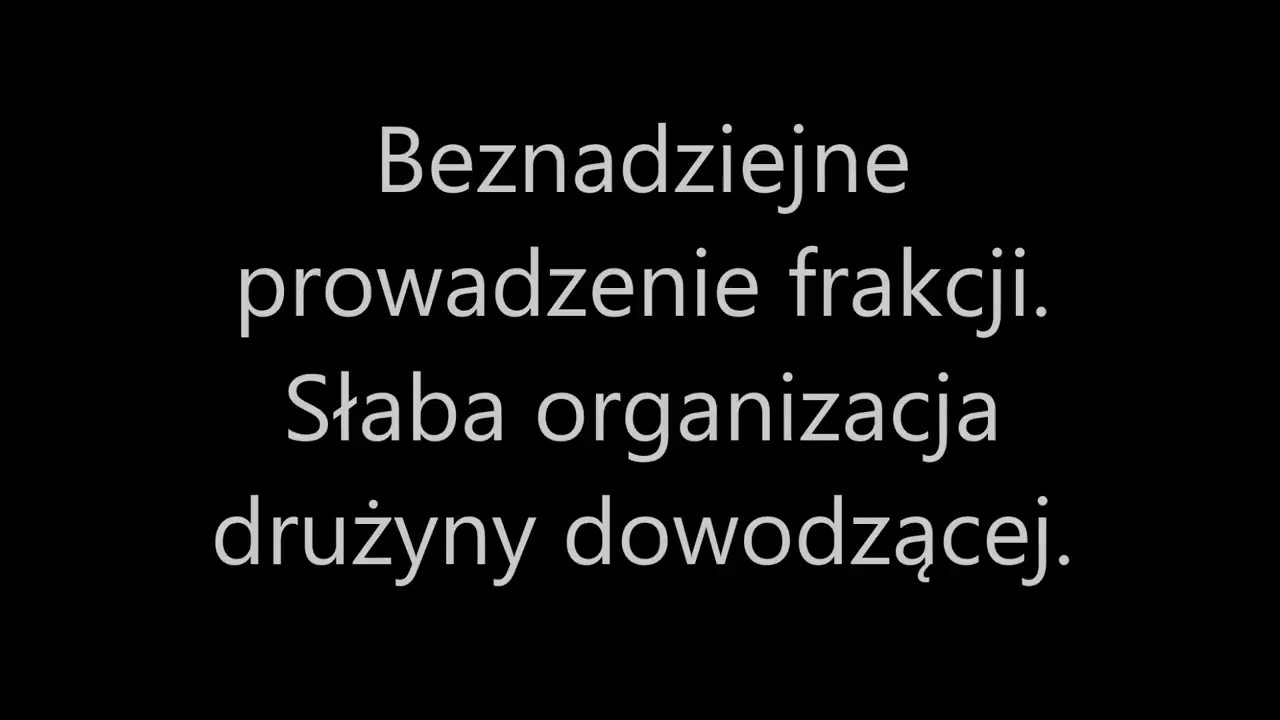 Beznadziejne
prowadzenie frakcji.
Słaba organizacja
drużyny dowodzącej.